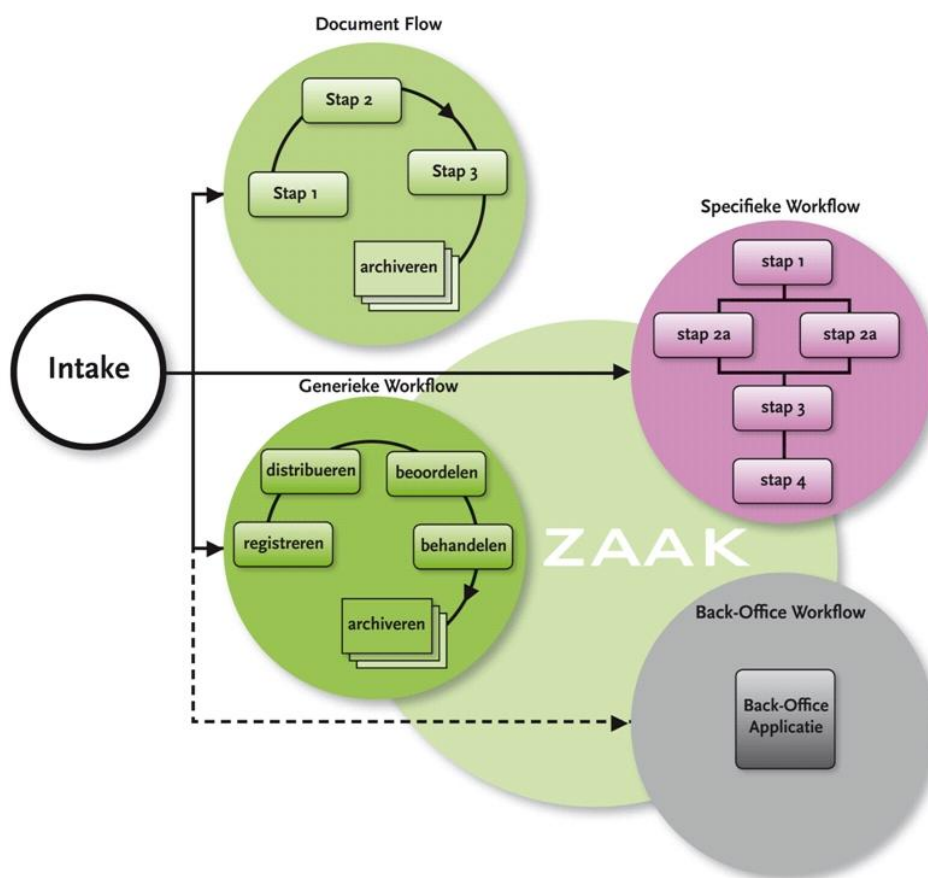 Document Flow
Stap 2
Stap 1
Stap 3
archiveren
Specifieke Workflow
stap 1
stap 2a
stap 2a
stap 3
stap 4
Intake
Generieke Workflow
distribueren
beoordelen
registreren
behandelen
archiveren
ZAAK
Back-Office Workflow
Back-Office
Applicatie